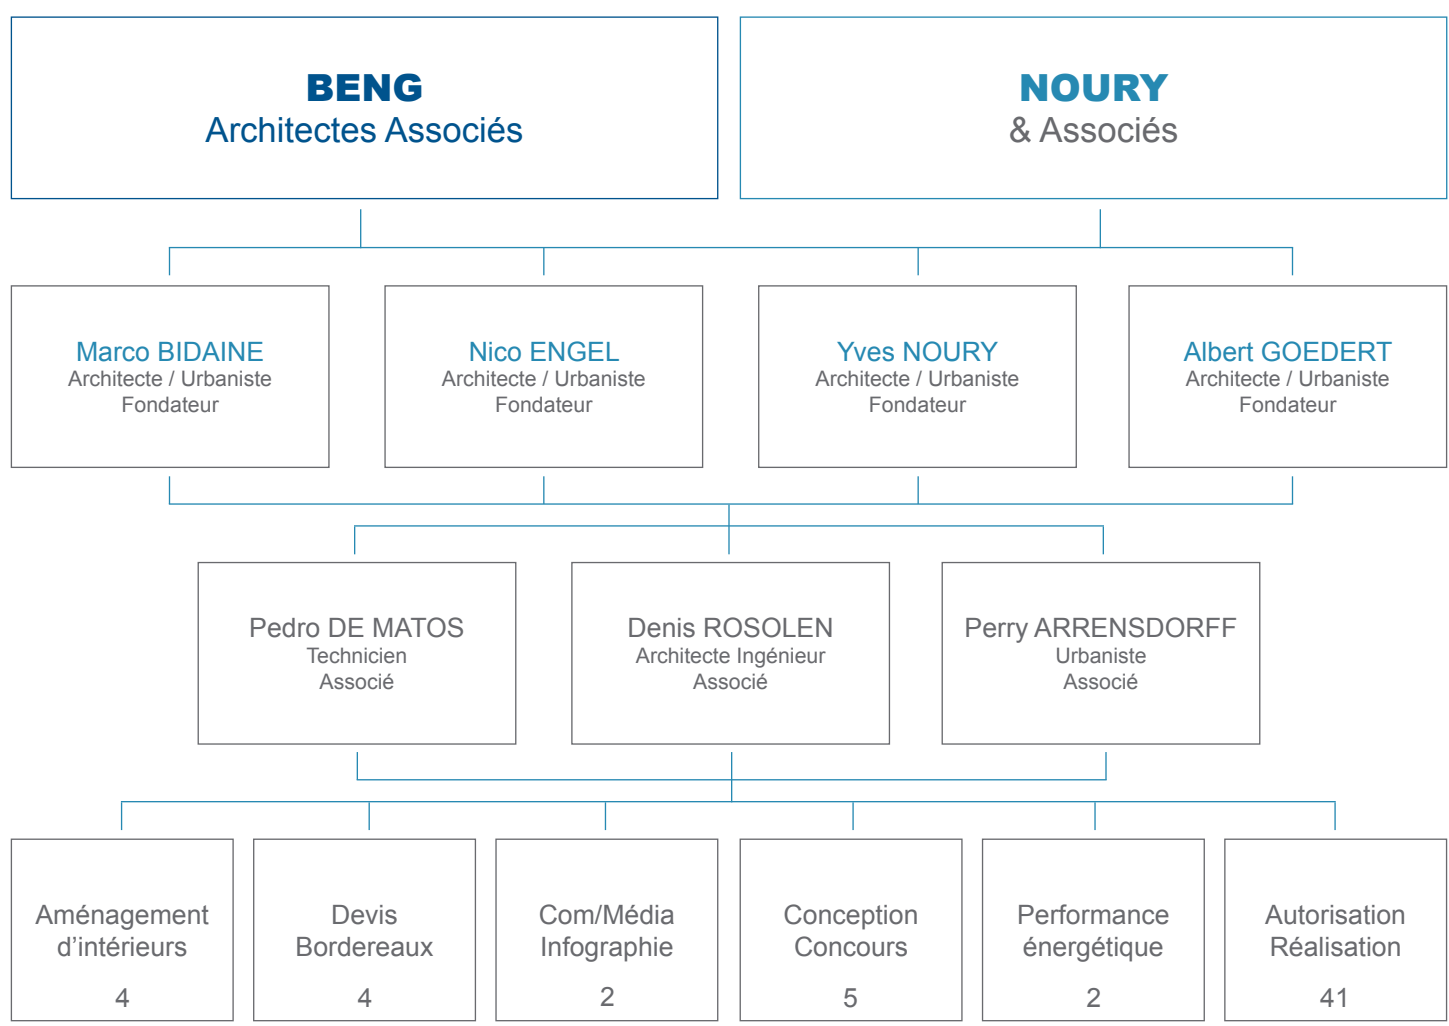 BENG
Architectes Associés
NOURY
& Associés
Marco BIDAINE
Architecte / Urbaniste
Fondateur
Nico ENGEL
Architecte / Urbaniste
Fondateur
Yves NOURY
Architecte / Urbaniste
Fondateur
Albert GOEDERT
Architecte / Urbaniste
Fondateur
Pedro DE MATOS
Technicien
Associé
Denis ROSOLEN
Architecte Ingénieur
Associé
Perry ARRENSDORFF
Urbaniste
Associé
Aménagement
d’intérieurs
4
Devis
Bordereaux
4
Com/Média
Infographie
2
Conception
Concours
5
Performance
énergétique
2
Autorisation
Réalisation
41